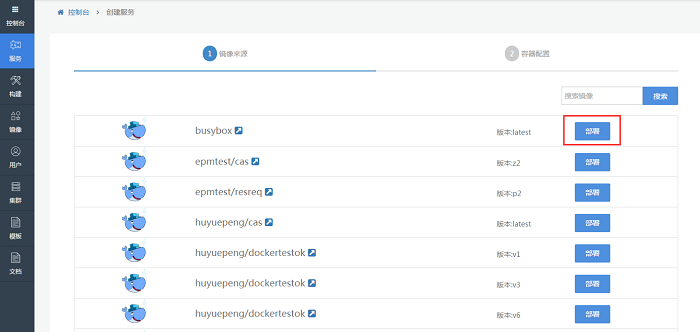 控制台
服务
构建
镜像
用户
集群
模板
文档
控制台 > 创建服务
1 镜像来源
2 容器配置
搜索镜像 搜索
busybox 版本:latest 部署
epmtest/cas 版本:z2 部署
epmtest/resreq 版本:p2 部署
huyuepeng/cas 版本:latest 部署
huyuepeng/dockertestok 版本:v1 部署
huyuepeng/dockertestok 版本:v3 部署
huyuepeng/dockertestok 版本:v6 部署